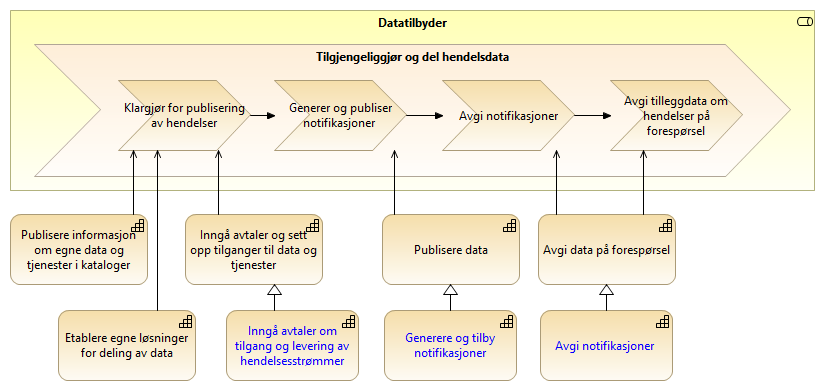 Datatilbyder
Tilgjengeliggjør og del hendelsdata
Klargjør for publisering
av hendelser
Generer og publiser
notifikasjoner
Avgi notifikasjoner
Avgi tilleggdata om
hendelser på
forespørsel
Publisere informasjon
om egne data og
tjenester i kataloger
Inngå avtaler og sett
opp tilganger til data og
tjenester
Publisere data
Avgi data på forespørsel
Etablere egne løsninger
for deling av data
Inngå avtaler om
tilgang og levering av
hendelsesstrømmer
Generere og tilby
notifikasjoner
Avgi notifikasjoner